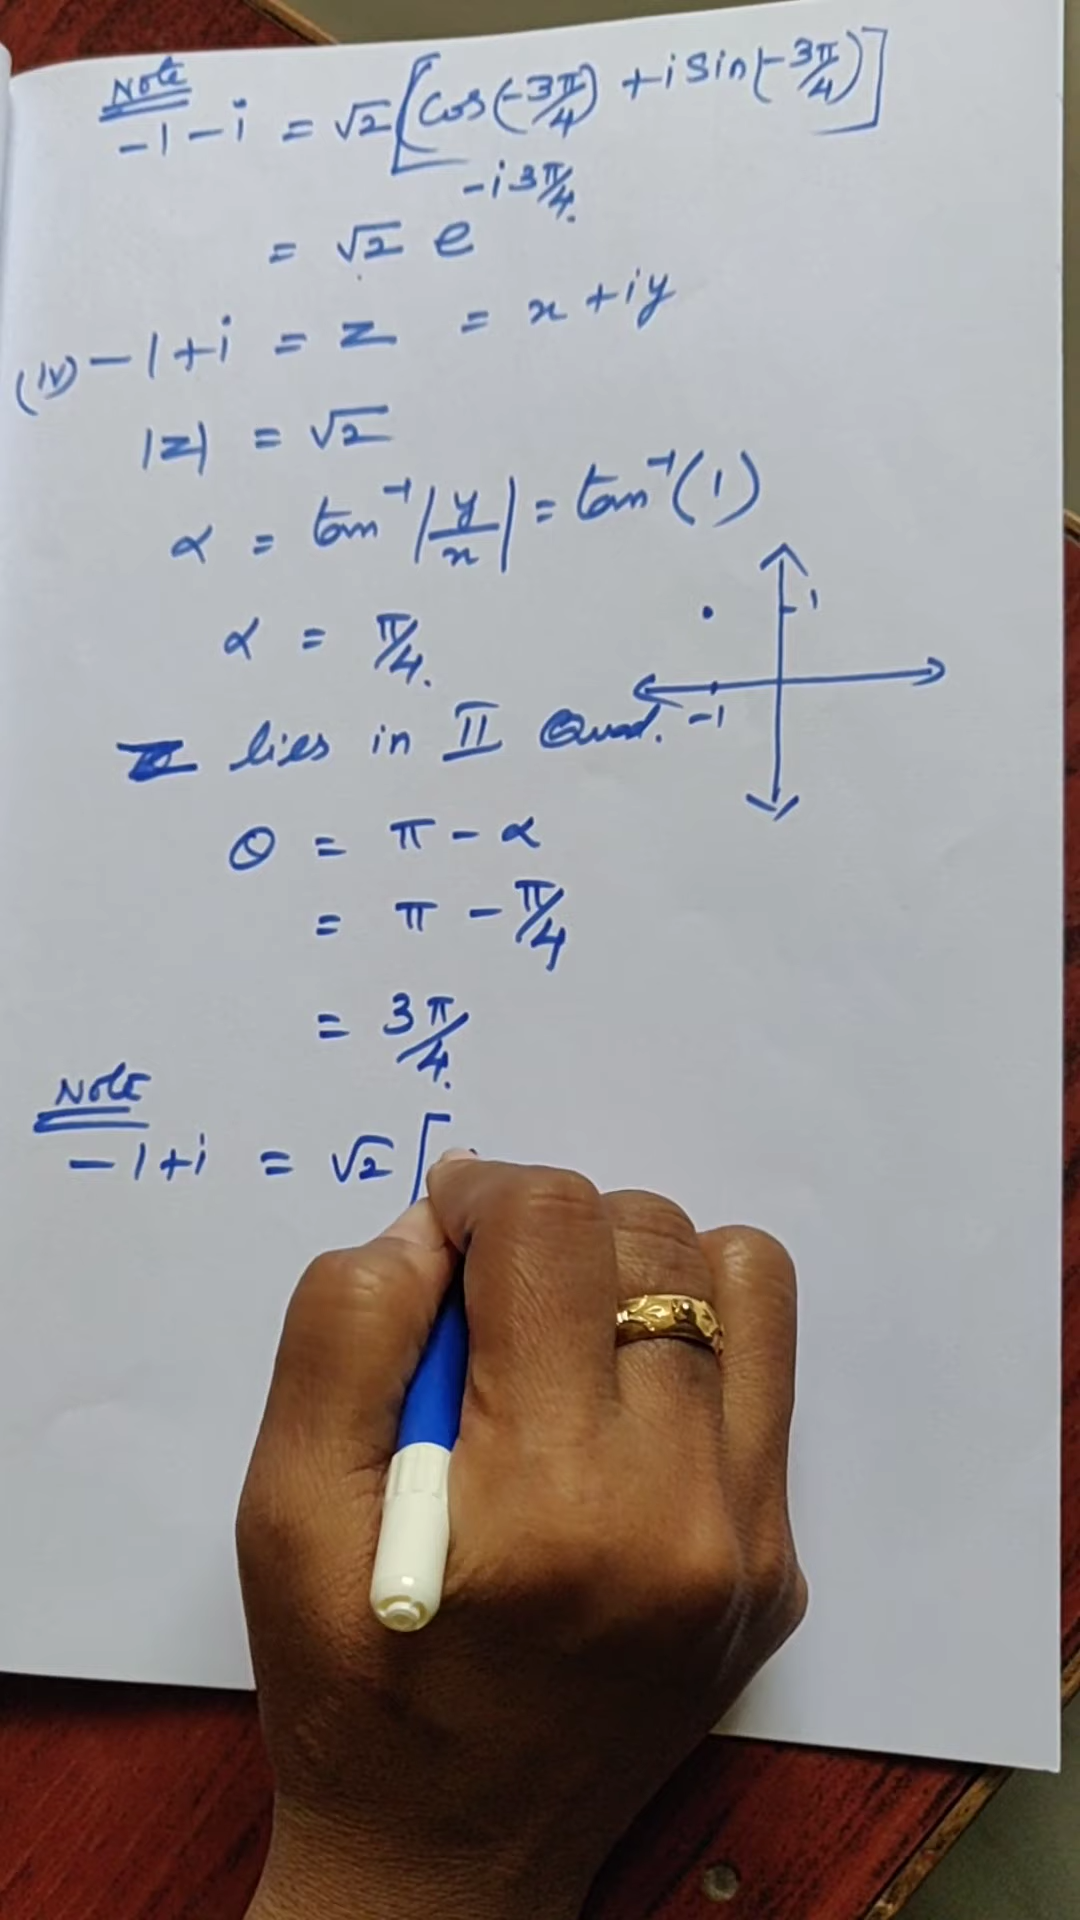 Note
-1-i = √2 [cos(-3π/4) + i sin(-3π/4)]
= √2 e^(-i3π/4).
(iv) -1+i = z = x+iy
|z| = √2
α = tan⁻¹|y/x| = tan⁻¹(1)
α = π/4.
1
z lies in II Quad.
-1
θ = π - α
= π - π/4
= 3π/4.
Note
-1+i = √2 [